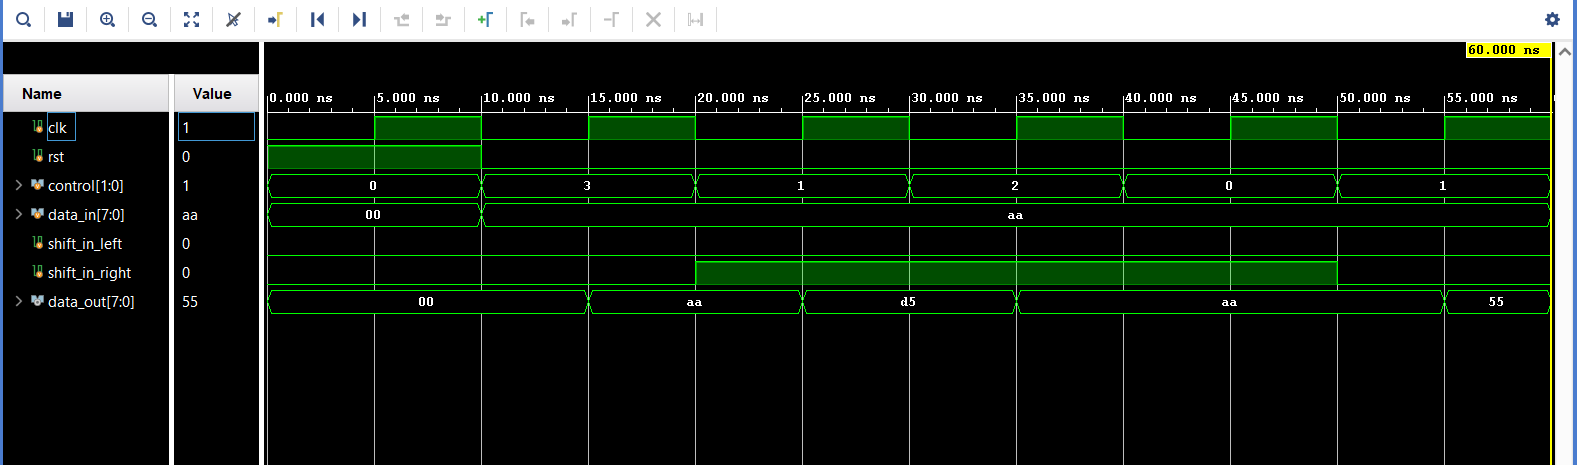 60.000 ns
Name Value
0.000 ns 5.000 ns 10.000 ns 15.000 ns 20.000 ns 25.000 ns 30.000 ns 35.000 ns 40.000 ns 45.000 ns 50.000 ns 55.000 ns
clk 1
rst 0
control[1:0] 1 0 3 1 2 0 1
data_in[7:0] aa 00 aa
shift_in_left 0
shift_in_right 0
data_out[7:0] 55 00 aa d5 aa 55